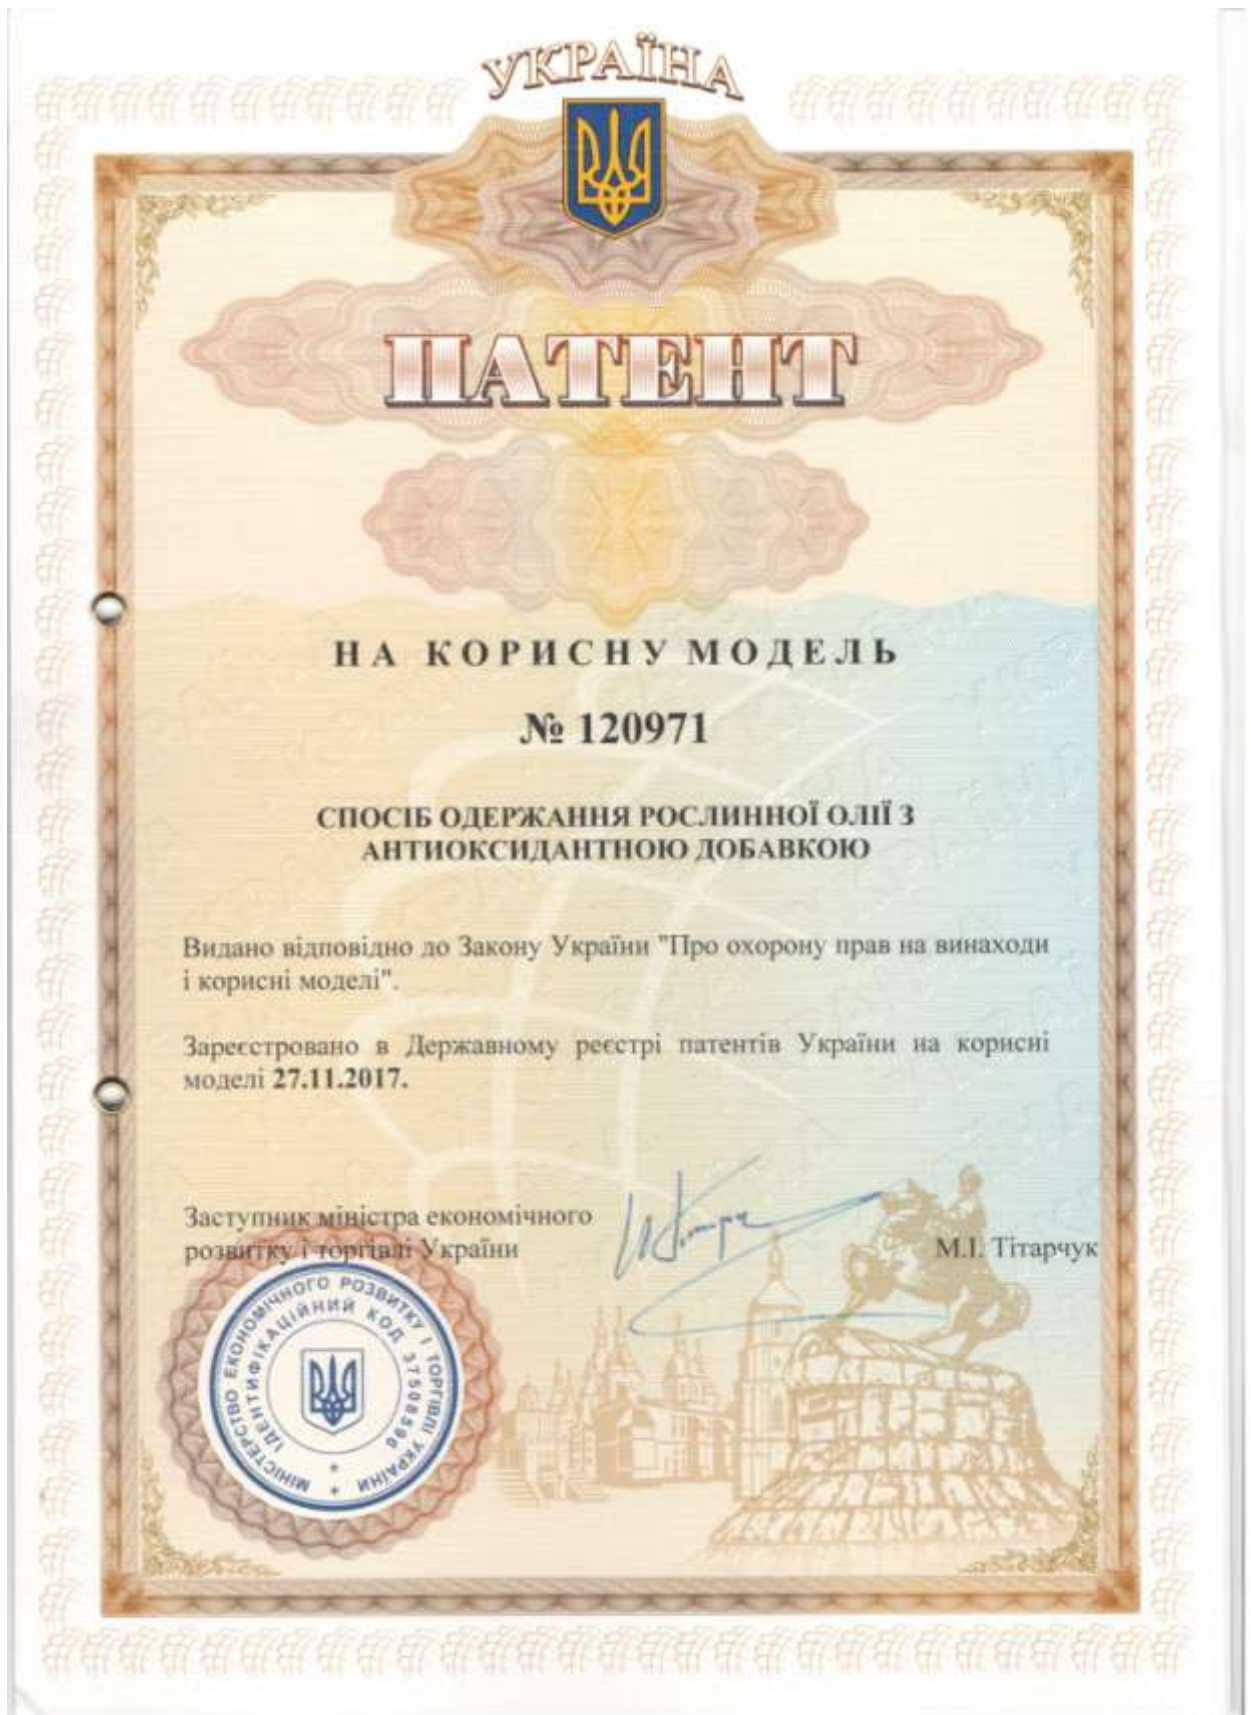 УКРАЇНА
ПАТЕНТ
НА КОРИСНУ МОДЕЛЬ
№ 120971
СПОСІБ ОДЕРЖАННЯ РОСЛИННОЇ ОЛІЇ З
АНТИОКСИДАНТНОЮ ДОБАВКОЮ
Видано відповідно до Закону України "Про охорону прав на винаходи
і корисні моделі".
Зареєстровано в Державному реєстрі патентів України на корисні
моделі 27.11.2017.
Заступник міністра економічного
розвитку і торгівлі України
М.І. Тітарчук
МІНІСТЕРСТВО ЕКОНОМІЧНОГО РОЗВИТКУ І ТОРГІВЛІ УКРАЇНИ *
ІДЕНТИФІКАЦІЙНИЙ КОД 37508596 *